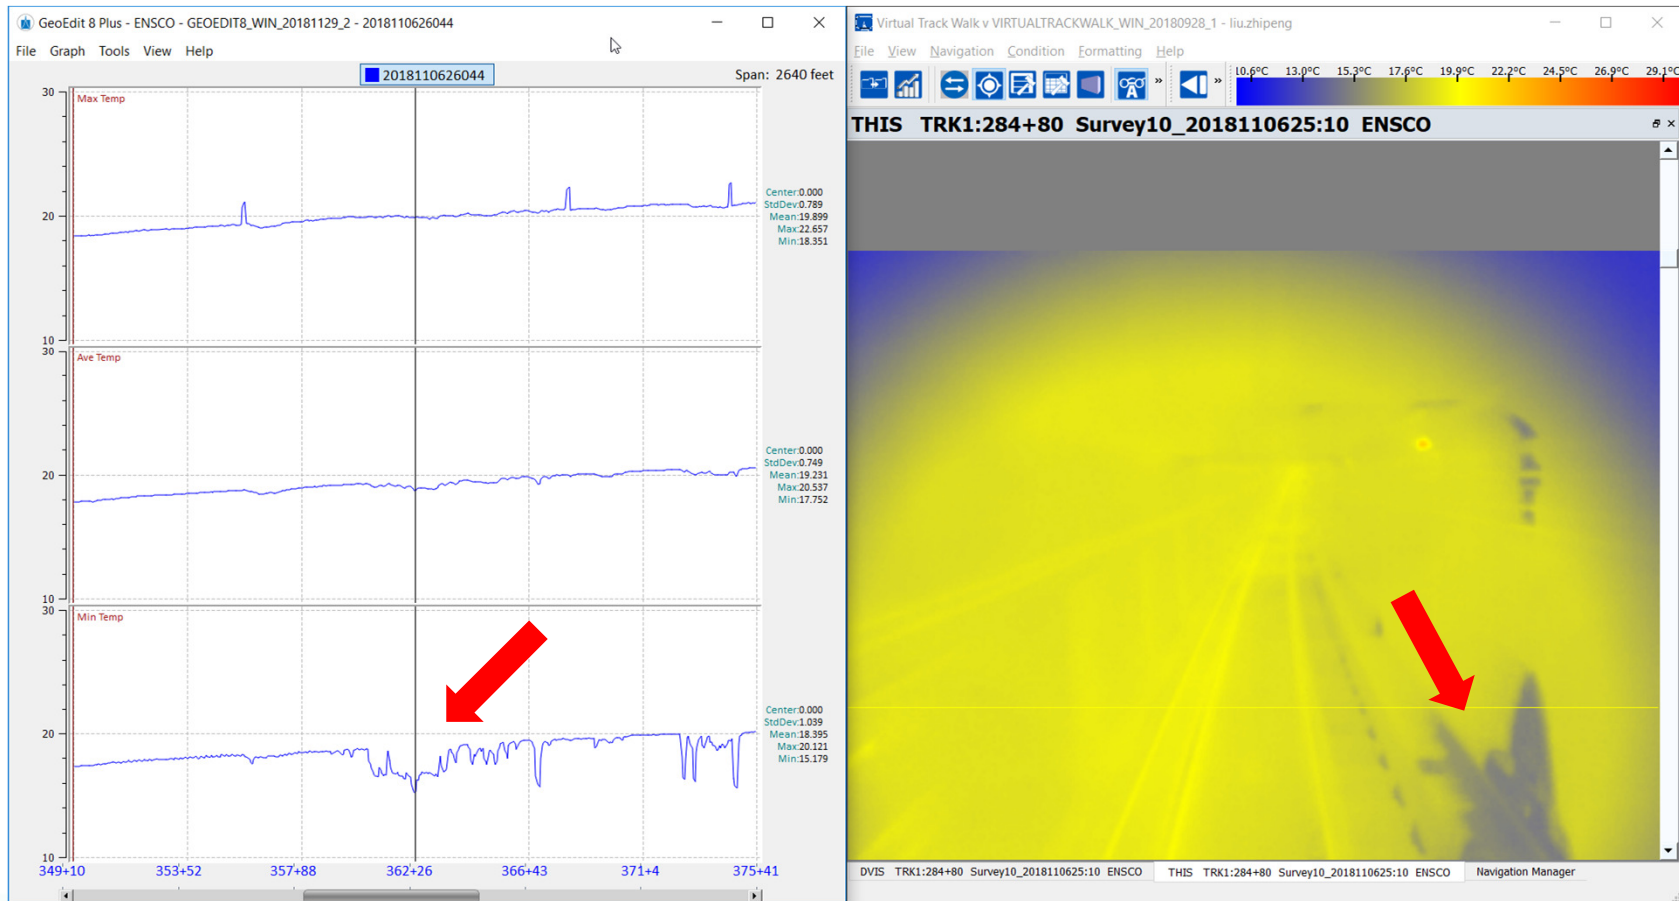 GeoEdit 8 Plus - ENSCO - GEOEDIT8_WIN_20181129_2 - 2018110626044
File Graph Tools View Help
2018110626044
Span: 2640 feet
30
Max Temp
20
10
Center:0.000
StdDev:0.789
Mean:19.899
Max:22.657
Min:18.351
30
Ave Temp
20
10
Center:0.000
StdDev:0.749
Mean:19.231
Max:20.537
Min:17.752
30
Min Temp
20
10
Center:0.000
StdDev:1.039
Mean:18.395
Max:20.121
Min:15.179
349+10 353+52 357+88 362+26 366+43 371+4 375+41
Virtual Track Walk v VIRTUALTRACKWALK_WIN_20180928_1 - liu.zhipeng
File View Navigation Condition Formatting Help
10.6°C 13.0°C 15.3°C 17.6°C 19.9°C 22.2°C 24.5°C 26.9°C 29.1°C
THIS TRK1:284+80 Survey10_2018110625:10 ENSCO
DVIS TRK1:284+80 Survey10_2018110625:10 ENSCO
THIS TRK1:284+80 Survey10_2018110625:10 ENSCO
Navigation Manager